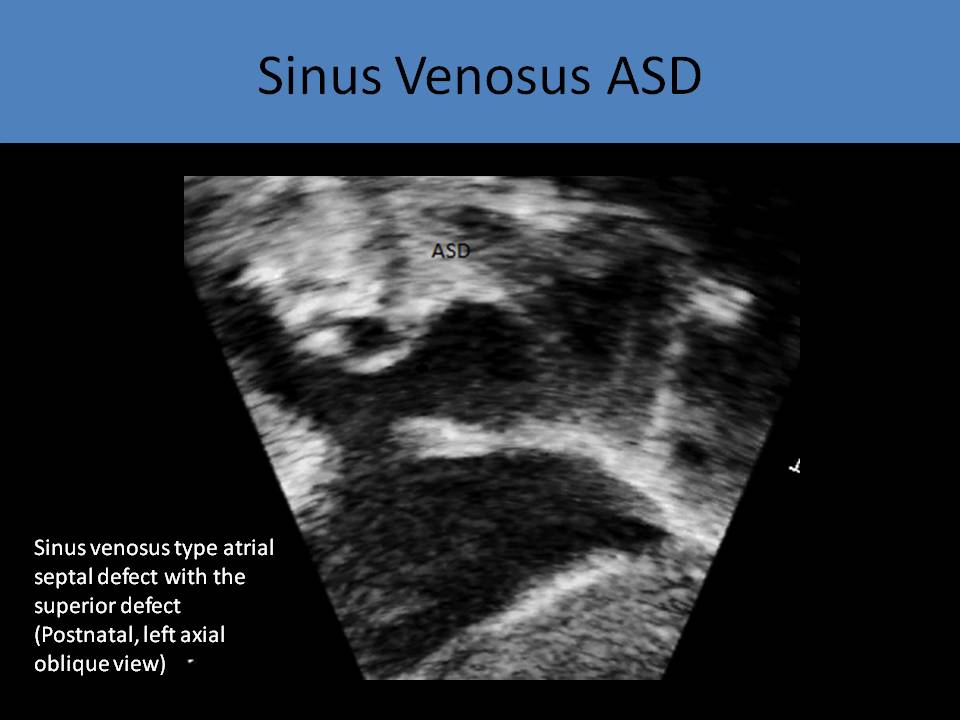 Sinus Venosus ASD
ASD
Sinus venosus type atrial
septal defect with the
superior defect
(Postnatal, left axial
oblique view)